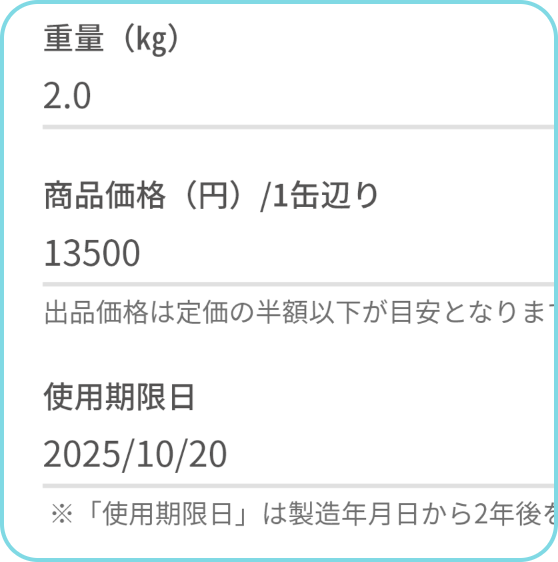 重量（kg）
2.0
商品価格（円）/1缶辺り
13500
出品価格は定価の半額以下が目安となりま
使用期限日
2025/10/20
※「使用期限日」は製造年月日から2年後を